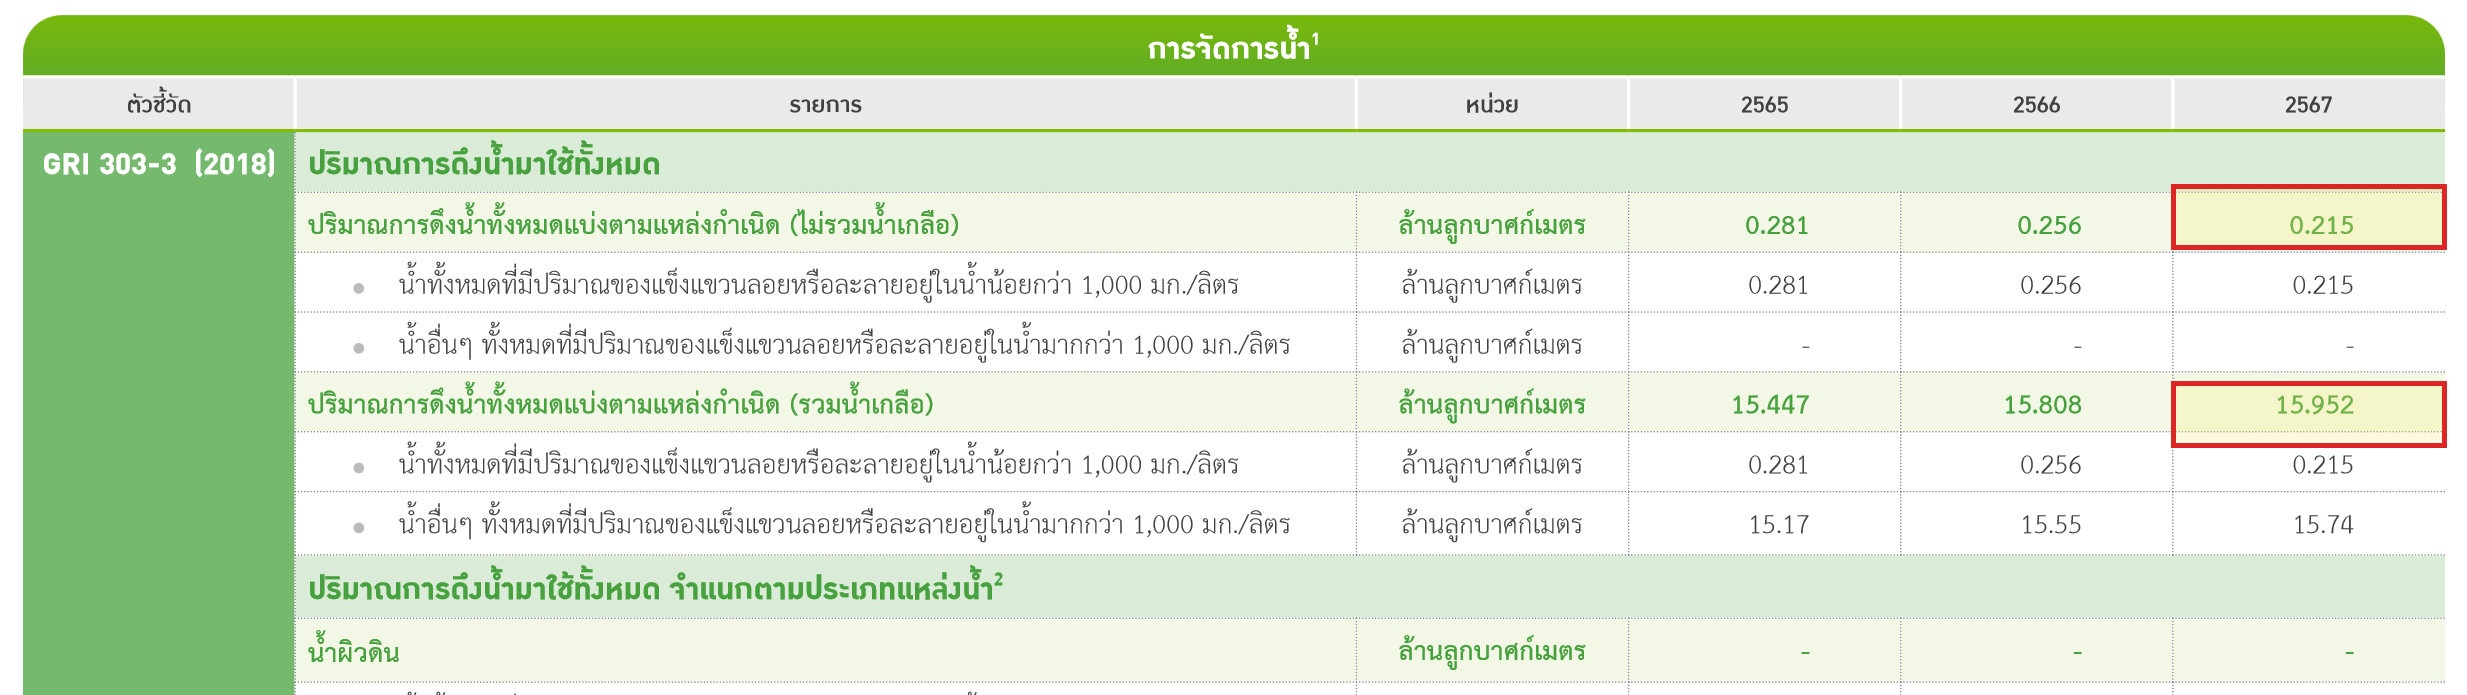 การจัดการน้ำ¹
ตัวชี้วัด รายการ หน่วย 2565 2566 2567
GRI 303-3 (2018) ปริมาณการดึงน้ำมาใช้ทั้งหมด
ปริมาณการดึงน้ำทั้งหมดแบ่งตามแหล่งกำเนิด (ไม่รวมน้ำเกลือ) ล้านลูกบาศก์เมตร 0.281 0.256 0.215
• น้ำทั้งหมดที่มีปริมาณของแข็งแขวนลอยหรือละลายอยู่ในน้ำน้อยกว่า 1,000 มก./ลิตร ล้านลูกบาศก์เมตร 0.281 0.256 0.215
• น้ำอื่นๆ ทั้งหมดที่มีปริมาณของแข็งแขวนลอยหรือละลายอยู่ในน้ำมากกว่า 1,000 มก./ลิตร ล้านลูกบาศก์เมตร - - -
ปริมาณการดึงน้ำทั้งหมดแบ่งตามแหล่งกำเนิด (รวมน้ำเกลือ) ล้านลูกบาศก์เมตร 15.447 15.808 15.952
• น้ำทั้งหมดที่มีปริมาณของแข็งแขวนลอยหรือละลายอยู่ในน้ำน้อยกว่า 1,000 มก./ลิตร ล้านลูกบาศก์เมตร 0.281 0.256 0.215
• น้ำอื่นๆ ทั้งหมดที่มีปริมาณของแข็งแขวนลอยหรือละลายอยู่ในน้ำมากกว่า 1,000 มก./ลิตร ล้านลูกบาศก์เมตร 15.17 15.55 15.74
ปริมาณการดึงน้ำมาใช้ทั้งหมด จำแนกตามประเภทแหล่งน้ำ²
น้ำผิวดิน ล้านลูกบาศก์เมตร - - -